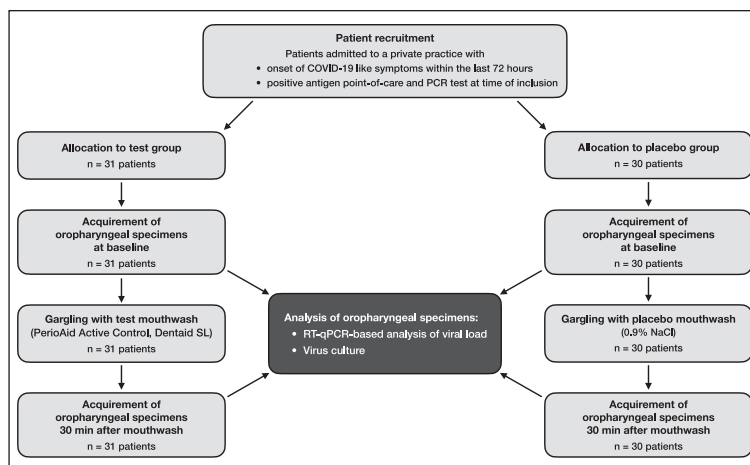 Patient recruitment
Patients admitted to a private practice with
• onset of COVID-19 like symptoms within the last 72 hours
• positive antigen point-of-care and PCR test at time of inclusion
Allocation to test group
n = 31 patients
Allocation to placebo group
n = 30 patients
Acquirement of
oropharyngeal specimens
at baseline
n = 31 patients
Acquirement of
oropharyngeal specimens
at baseline
n = 30 patients
Analysis of oropharyngeal specimens:
• RT-qPCR-based analysis of viral load
• Virus culture
Gargling with test mouthwash
(PerioAid Active Control, Dentaid SL)
n = 31 patients
Gargling with placebo mouthwash
(0.9% NaCl)
n = 30 patients
Acquirement of
oropharyngeal specimens
30 min after mouthwash
n = 31 patients
Acquirement of
oropharyngeal specimens
30 min after mouthwash
n = 30 patients